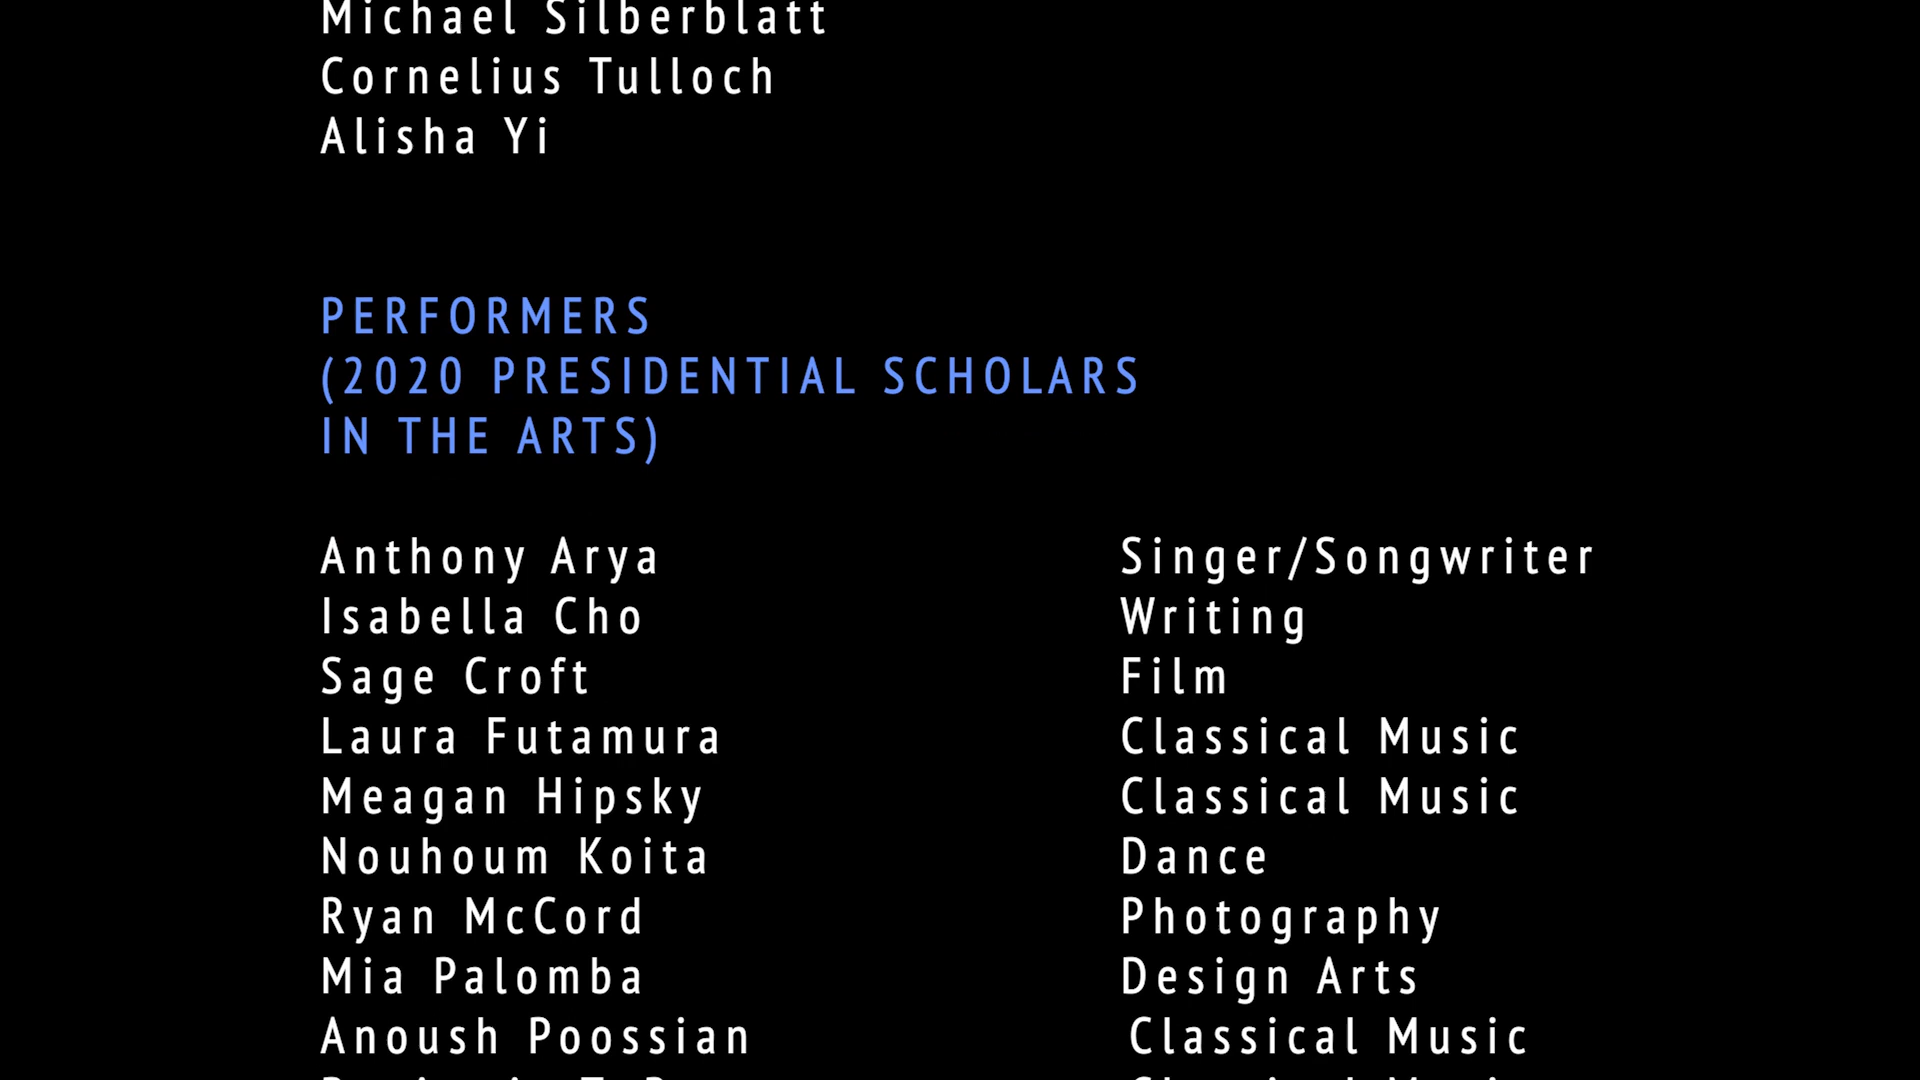 Michael Silberblatt
Cornelius Tulloch
Alisha Yi
PERFORMERS
(2020 PRESIDENTIAL SCHOLARS
IN THE ARTS)
Anthony Arya Singer/Songwriter
Isabella Cho Writing
Sage Croft Film
Laura Futamura Classical Music
Meagan Hipsky Classical Music
Nouhoum Koita Dance
Ryan McCord Photography
Mia Palomba Design Arts
Anoush Poossian Classical Music